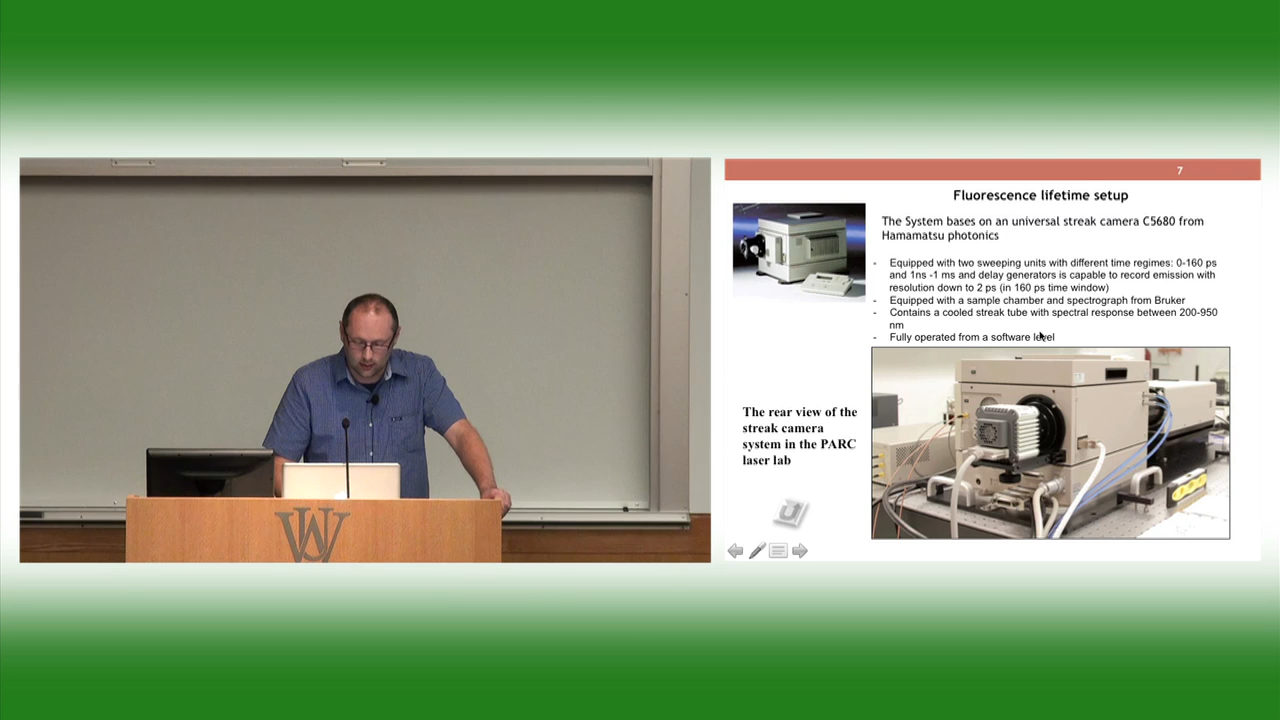 7
Fluorescence lifetime setup
The System bases on an universal streak camera C5680 from
Hamamatsu photonics
- Equipped with two sweeping units with different time regimes: 0-160 ps
and 1ns -1 ms and delay generators is capable to record emission with
resolution down to 2 ps (in 160 ps time window)
- Equipped with a sample chamber and spectrograph from Bruker
- Contains a cooled streak tube with spectral response between 200-950
nm
- Fully operated from a software level
The rear view of the
streak camera
system in the PARC
laser lab
WU